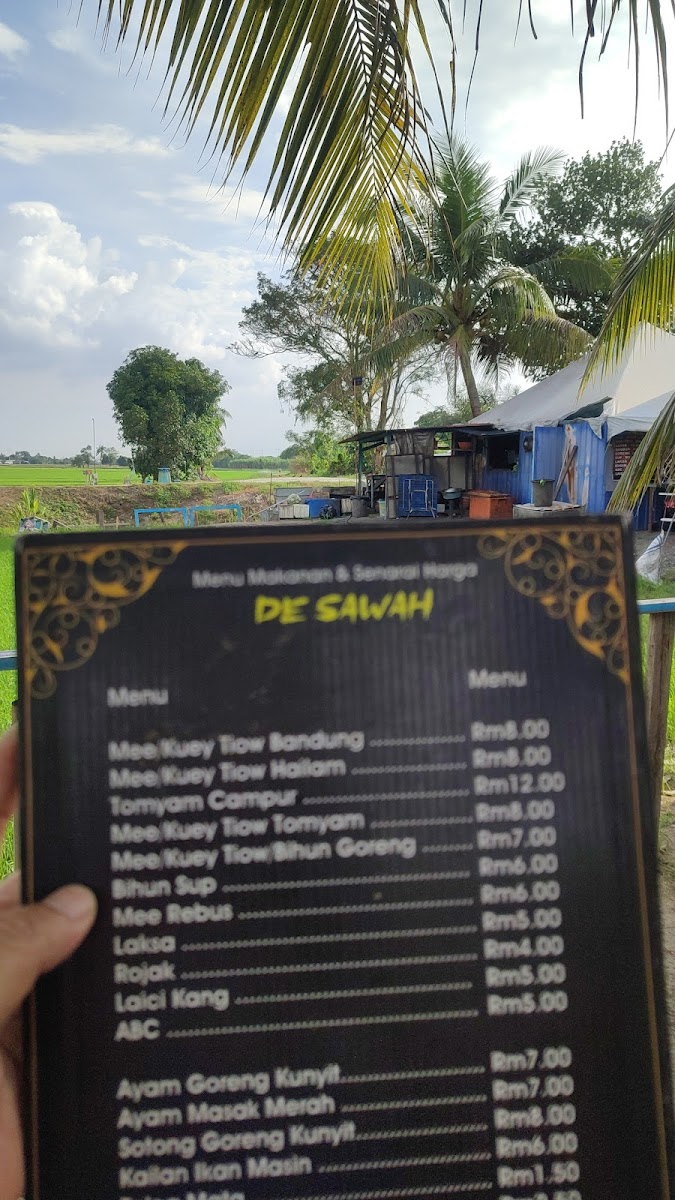 Menu Makanan & Senarai Harga
DE SAWAH
Menu Menu
Mee/Kuey Tiow Bandung ............... Rm8.00
Mee/Kuey Tiow Hailam ............... Rm8.00
Tomyam Campur ............... Rm12.00
Mee/Kuey Tiow Tomyam ............... Rm8.00
Mee/Kuey Tiow/Bihun Goreng ........ Rm7.00
Bihun Sup ............... Rm6.00
Mee Rebus ............... Rm6.00
Laksa ............... Rm5.00
Rojak ............... Rm4.00
Laici Kang ............... Rm5.00
ABC ............... Rm5.00
Ayam Goreng Kunyit ............... Rm7.00
Ayam Masak Merah ............... Rm7.00
Sotong Goreng Kunyit ............... Rm8.00
Kailan Ikan Masin ............... Rm6.00
Mata ............... Rm1.50